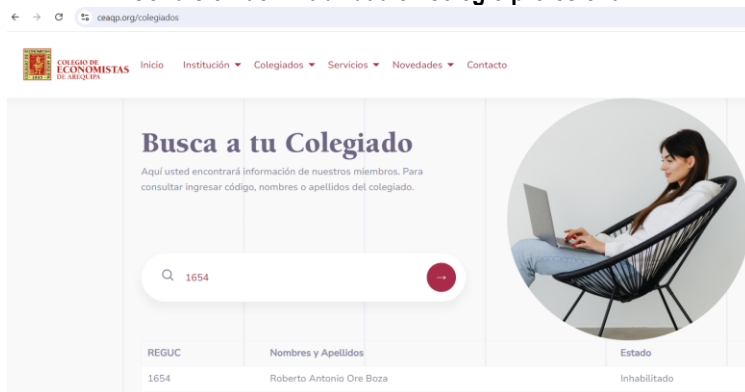 ceaqp.org/colegiados
COLEGIO DE
ECONOMISTAS
DE AREQUIPA
Inicio Institución Colegiados Servicios Novedades Contacto
Busca a tu Colegiado
Aquí usted encontrará información de nuestros miembros. Para
consultar ingresar código, nombres o apellidos del colegiado.
1654
REGUC Nombres y Apellidos Estado
1654 Roberto Antonio Ore Boza Inhabilitado